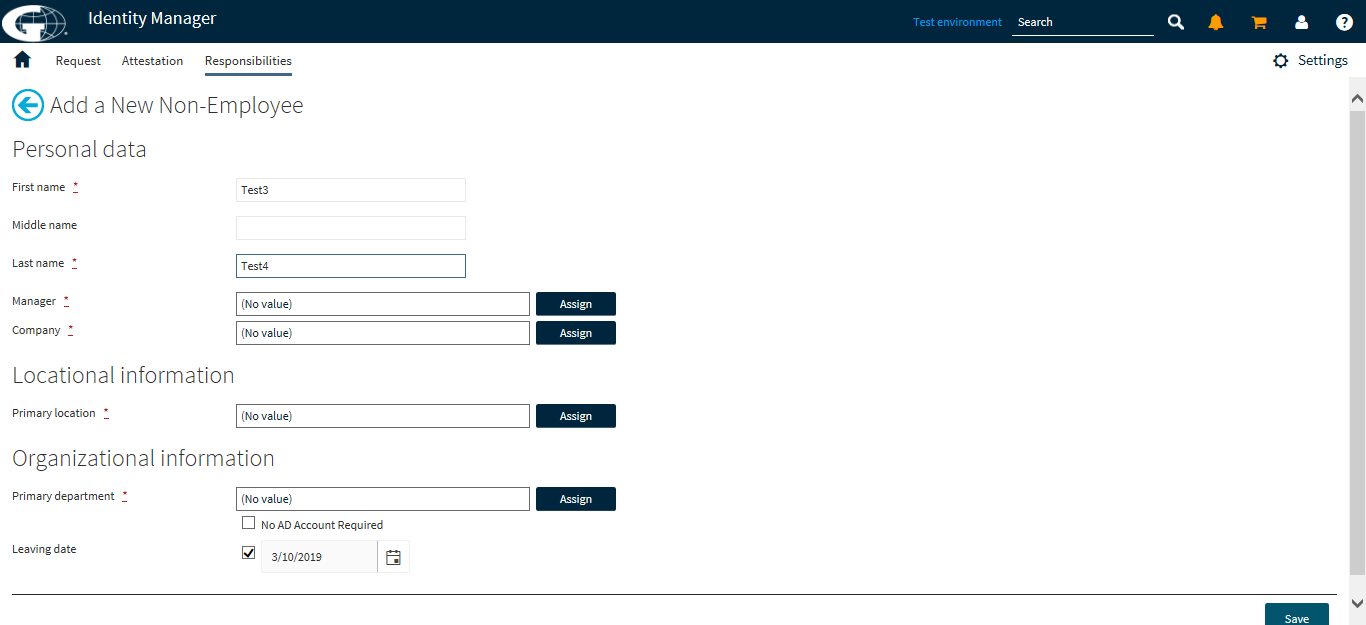 Identity Manager
Test environment
Search
Request Attestation Responsibilities
Settings
Add a New Non-Employee
Personal data
First name * Test3
Middle name
Last name * Test4
Manager * (No value) Assign
Company * (No value) Assign
Locational information
Primary location * (No value) Assign
Organizational information
Primary department * (No value) Assign
No AD Account Required
Leaving date 3/10/2019
Save